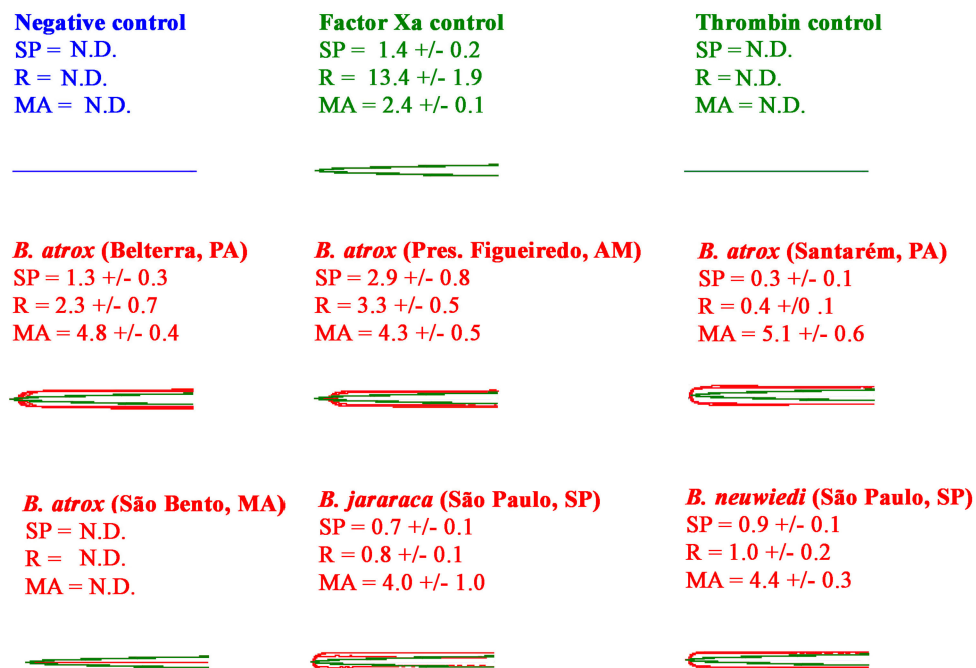 Negative control
SP = N.D.
R = N.D.
MA = N.D.
Factor Xa control
SP = 1.4 +/- 0.2
R = 13.4 +/- 1.9
MA = 2.4 +/- 0.1
Thrombin control
SP = N.D.
R = N.D.
MA = N.D.
B. atrox (Belterra, PA)
SP = 1.3 +/- 0.3
R = 2.3 +/- 0.7
MA = 4.8 +/- 0.4
B. atrox (Pres. Figueiredo, AM)
SP = 2.9 +/- 0.8
R = 3.3 +/- 0.5
MA = 4.3 +/- 0.5
B. atrox (Santarém, PA)
SP = 0.3 +/- 0.1
R = 0.4 +/0 .1
MA = 5.1 +/- 0.6
B. atrox (São Bento, MA)
SP = N.D.
R = N.D.
MA = N.D.
B. jararaca (São Paulo, SP)
SP = 0.7 +/- 0.1
R = 0.8 +/- 0.1
MA = 4.0 +/- 1.0
B. neuwiedi (São Paulo, SP)
SP = 0.9 +/- 0.1
R = 1.0 +/- 0.2
MA = 4.4 +/- 0.3